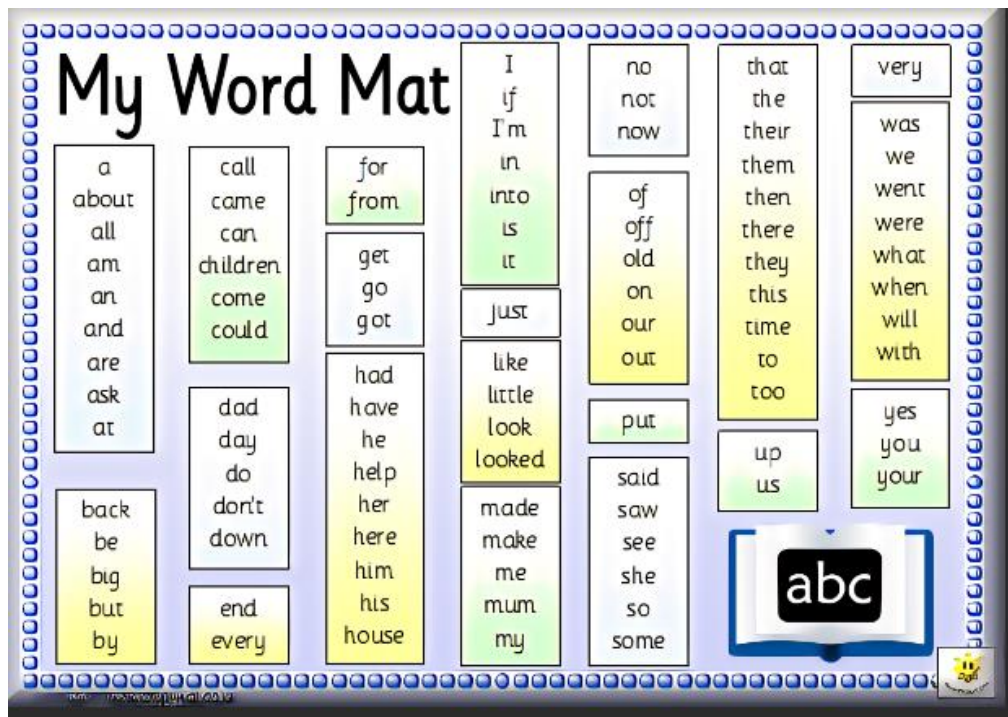 My Word Mat
a
about
all
am
an
and
are
ask
at
back
be
big
but
by
call
came
can
children
come
could
dad
day
do
don't
down
end
every
for
from
get
go
got
had
have
he
help
her
here
him
his
house
I
if
I'm
in
into
is
it
just
like
little
look
looked
made
make
me
mum
my
no
not
now
of
off
old
on
our
out
put
said
saw
see
she
so
some
that
the
their
them
then
there
they
this
time
to
too
up
us
very
was
we
went
were
what
when
will
with
yes
you
your
abc